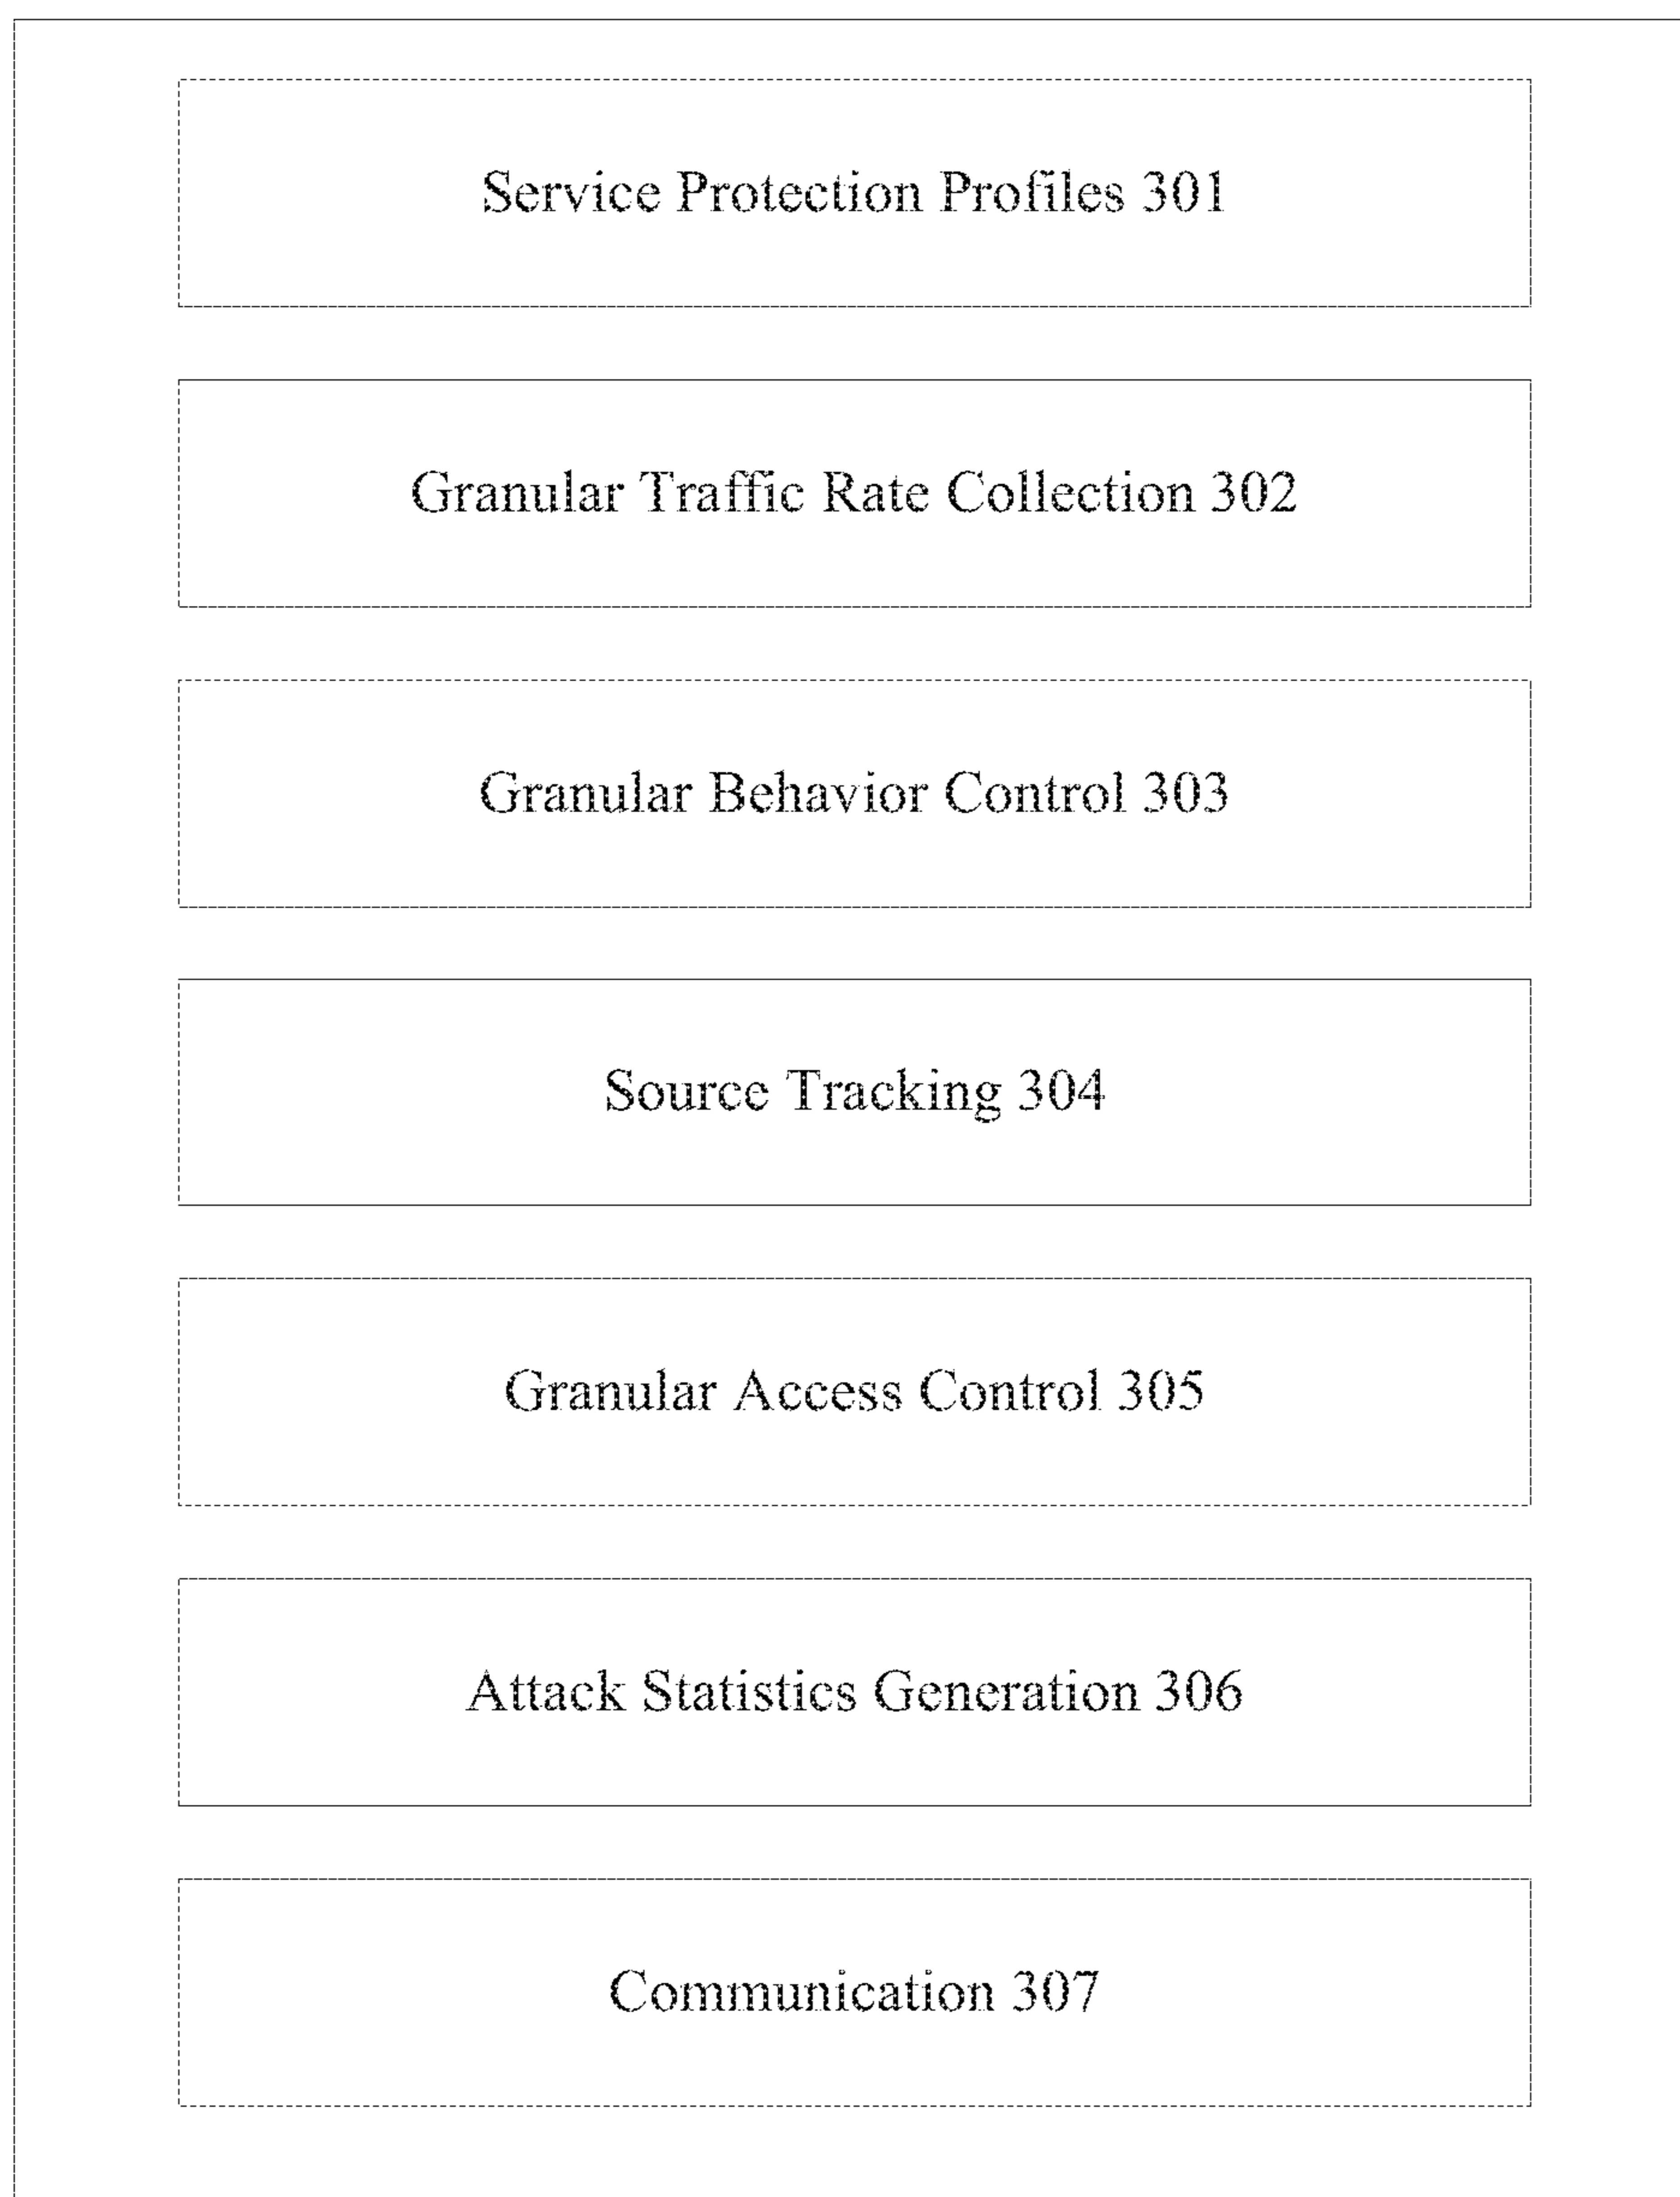 Service Protection Profiles 301
Granular Traffic Rate Collection 302
Granular Behavior Control 303
Source Tracking 304
Granular Access Control 305
Attack Statistics Generation 306
Communication 307